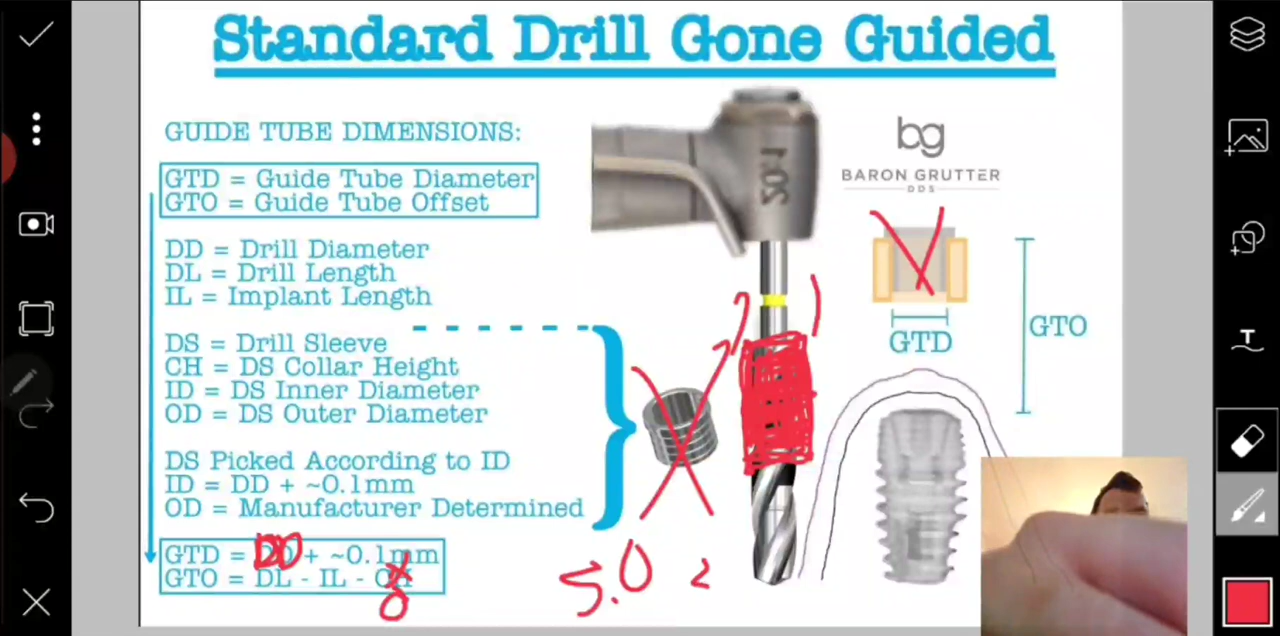 Standard Drill Gone Guided
GUIDE TUBE DIMENSIONS:
GTD = Guide Tube Diameter
GTO = Guide Tube Offset
DD = Drill Diameter
DL = Drill Length
IL = Implant Length
DS = Drill Sleeve
CH = DS Collar Height
ID = DS Inner Diameter
OD = DS Outer Diameter
DS Picked According to ID
ID = DD + ~0.1mm
OD = Manufacturer Determined
GTD = DD + ~0.1mm
GTO = DL - IL - 0
20:1
bg
BARON GRUTTER
DDS
GTD
GTO
5.0
T